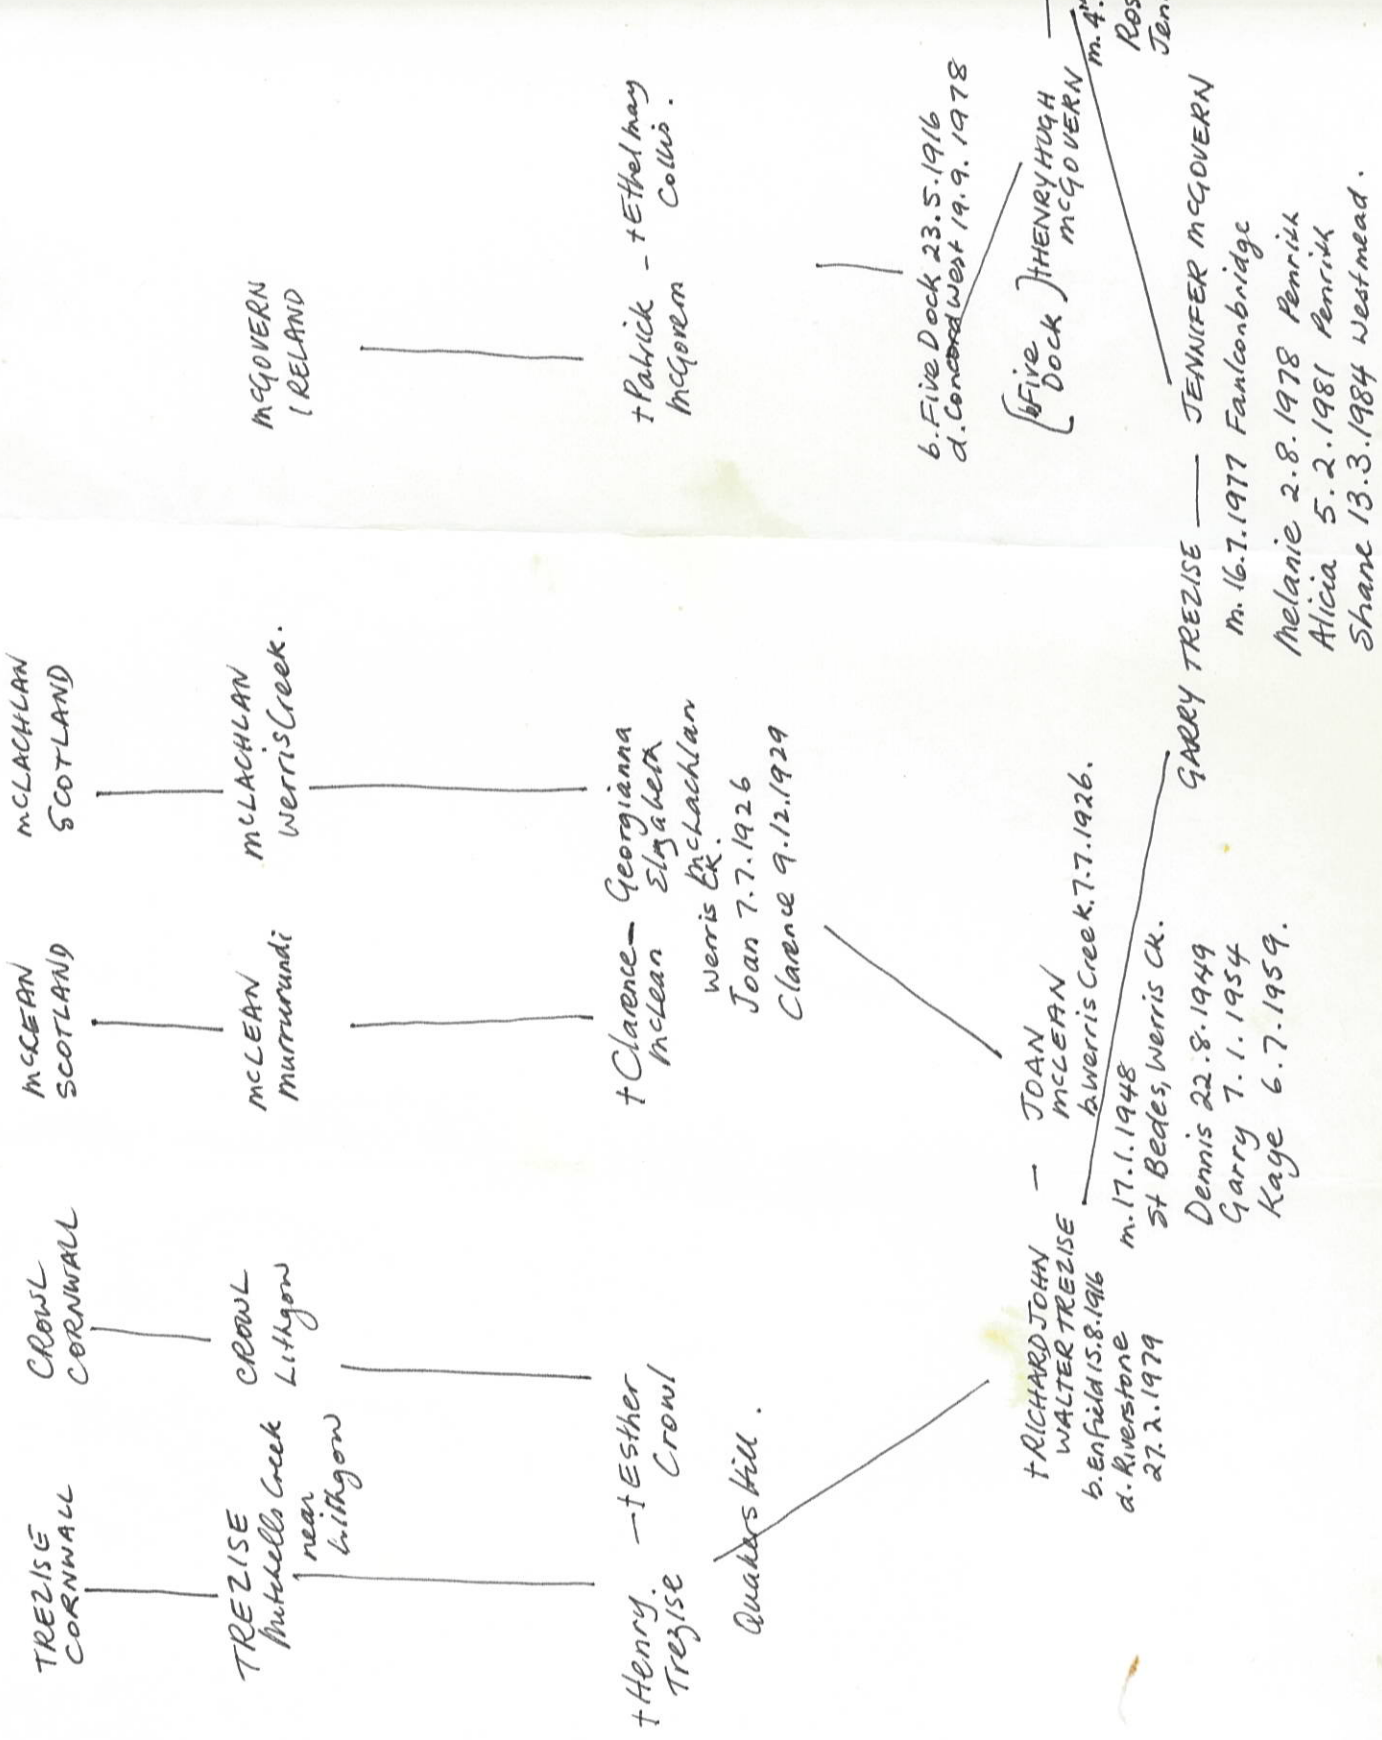 TREZISE
CORNWALL
CROWL
CORNWALL
McLEAN
SCOTLAND
McLACHLAN
SCOTLAND
TREZISE
Mitchells Creek
near
Lithgow
CROWL
Lithgow
McLEAN
Murrurundi
McLACHLAN
Werris Creek.
McGOVERN
IRELAND
+Henry - +Esther
Trezise Crowl
Quakers Hill.
+Clarence - Georgianna
McLean Elizabeth
Werris McLachlan
Ck.
Joan 7.7.1926
Clarence 9.12.1929
+Patrick - +Ethel May
McGovern Collis.
b. Five Dock 23.5.1916
d. Concord West 19.9.1978
[b Five
Dock] +HENRY HUGH
McGOVERN
+RICHARD JOHN
WALTER TREZISE
b. Enfield 15.8.1916
d. Riverstone
27.2.1979
- JOAN
McLEAN
b. Werris Creek. 7.7.1926.
m. 17.1.1948
St Bedes, Werris Ck.
Dennis 22.8.1949
Garry 7.1.1954
Kaye 6.7.1959.
m. 4.
Ros
Jen
GARRY TREZISE — JENNIFER McGOVERN
m. 16.7.1977 Faulconbridge
Melanie 2.8.1978 Penrith
Alicia 5.2.1981 Penrith
Shane 13.3.1984 Westmead.